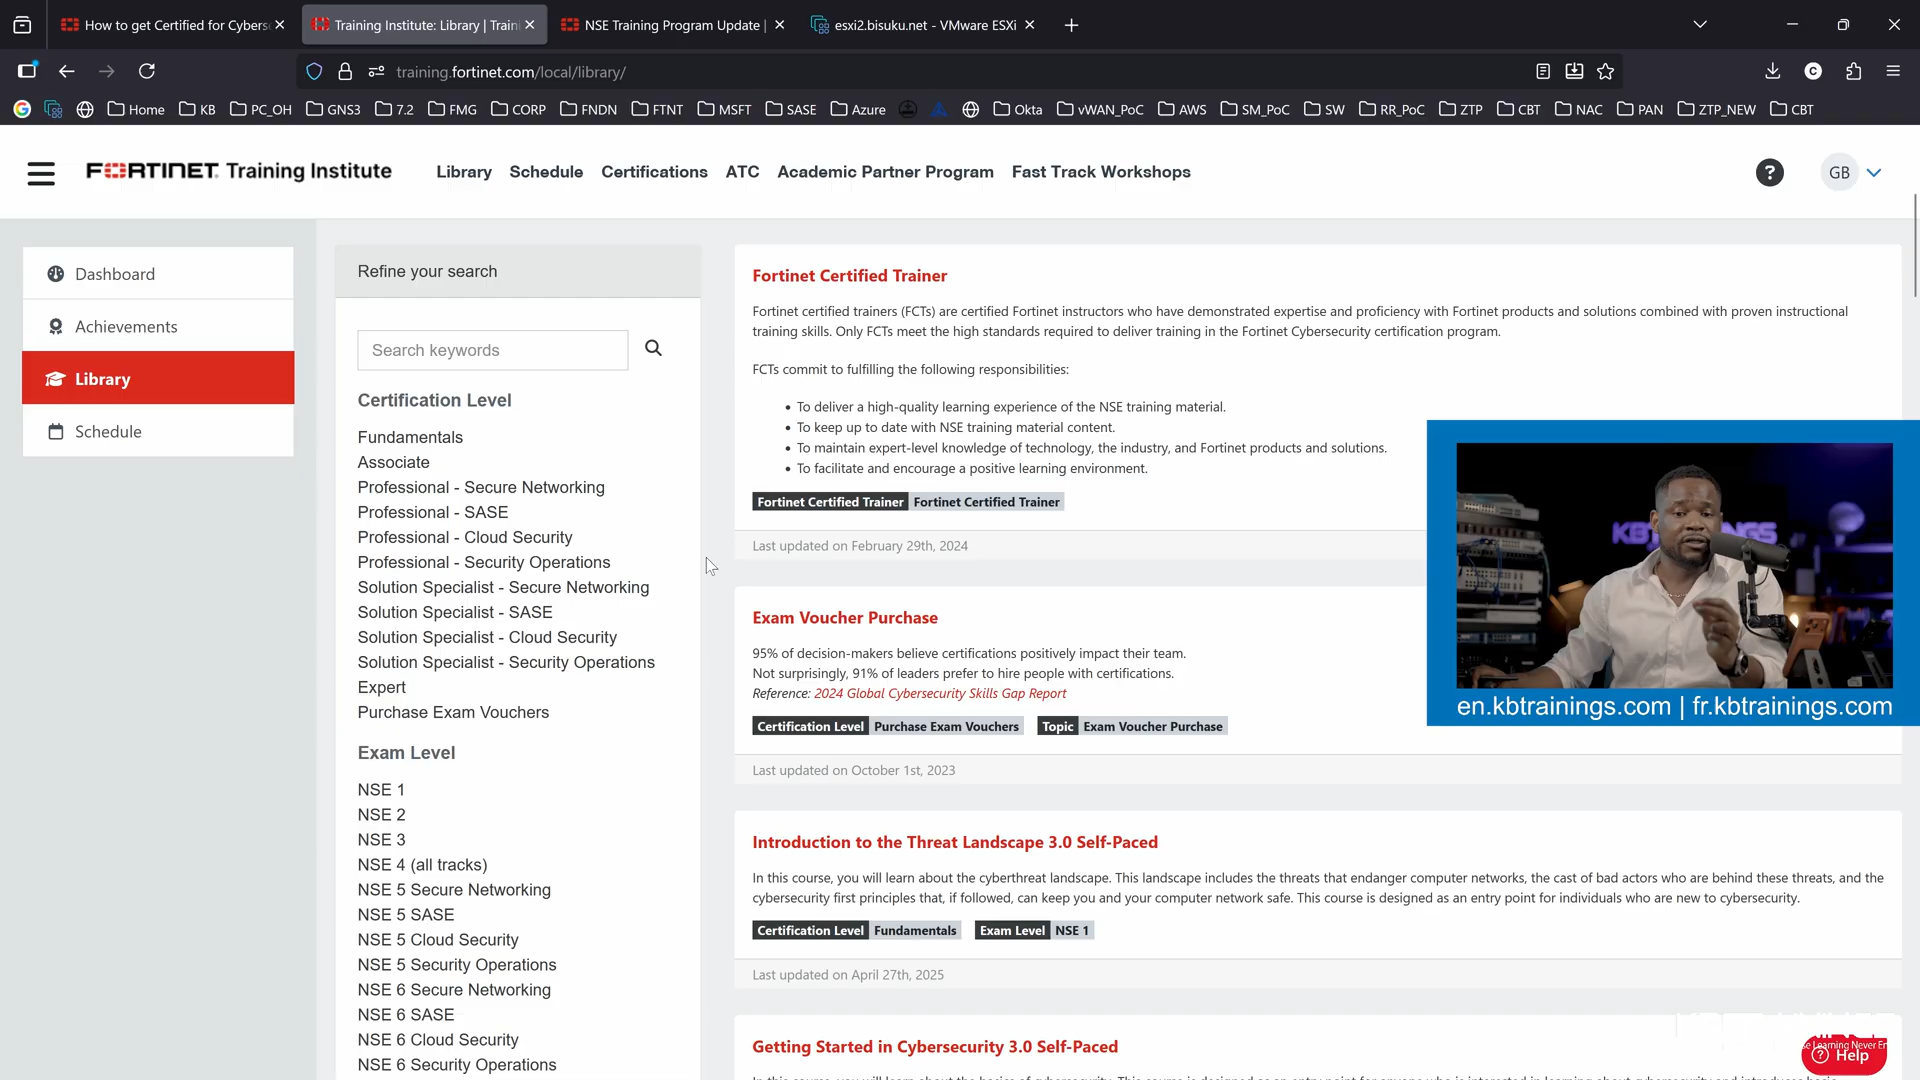 How to get Certified for Cybers
Training Institute: Library | Traini
NSE Training Program Update |
esxi2.bisuku.net - VMware ESXi
training.fortinet.com/local/library/
C
Home KB PC_OH GNS3 7.2 FMG CORP FNDN FTNT MSFT SASE Azure Okta vWAN_PoC AWS SM_PoC SW RR_PoC ZTP CBT NAC PAN ZTP_NEW CBT
FORTINET Training Institute
Library Schedule Certifications ATC Academic Partner Program Fast Track Workshops
? GB
Dashboard
Achievements
Library
Schedule
Refine your search
Search keywords
Certification Level
Fundamentals
Associate
Professional - Secure Networking
Professional - SASE
Professional - Cloud Security
Professional - Security Operations
Solution Specialist - Secure Networking
Solution Specialist - SASE
Solution Specialist - Cloud Security
Solution Specialist - Security Operations
Expert
Purchase Exam Vouchers
Exam Level
NSE 1
NSE 2
NSE 3
NSE 4 (all tracks)
NSE 5 Secure Networking
NSE 5 SASE
NSE 5 Cloud Security
NSE 5 Security Operations
NSE 6 Secure Networking
NSE 6 SASE
NSE 6 Cloud Security
NSE 6 Security Operations
Fortinet Certified Trainer
Fortinet certified trainers (FCTs) are certified Fortinet instructors who have demonstrated expertise and proficiency with Fortinet products and solutions combined with proven instructional
training skills. Only FCTs meet the high standards required to deliver training in the Fortinet Cybersecurity certification program.
FCTs commit to fulfilling the following responsibilities:
• To deliver a high-quality learning experience of the NSE training material.
• To keep up to date with NSE training material content.
• To maintain expert-level knowledge of technology, the industry, and Fortinet products and solutions.
• To facilitate and encourage a positive learning environment.
Fortinet Certified Trainer Fortinet Certified Trainer
Last updated on February 29th, 2024
Exam Voucher Purchase
95% of decision-makers believe certifications positively impact their team.
Not surprisingly, 91% of leaders prefer to hire people with certifications.
Reference: 2024 Global Cybersecurity Skills Gap Report
Certification Level Purchase Exam Vouchers Topic Exam Voucher Purchase
Last updated on October 1st, 2023
Introduction to the Threat Landscape 3.0 Self-Paced
In this course, you will learn about the cyberthreat landscape. This landscape includes the threats that endanger computer networks, the cast of bad actors who are behind these threats, and the
cybersecurity first principles that, if followed, can keep you and your computer network safe. This course is designed as an entry point for individuals who are new to cybersecurity.
Certification Level Fundamentals Exam Level NSE 1
Last updated on April 27th, 2025
Getting Started in Cybersecurity 3.0 Self-Paced
en.kbtrainings.com | fr.kbtrainings.com
Learning Never En
Help